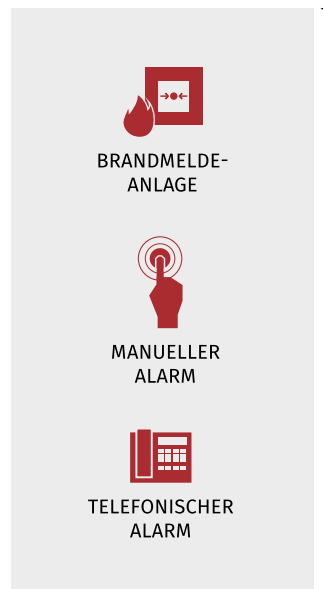 BRANDMELDE-
ANLAGE
MANUELLER
ALARM
TELEFONISCHER
ALARM